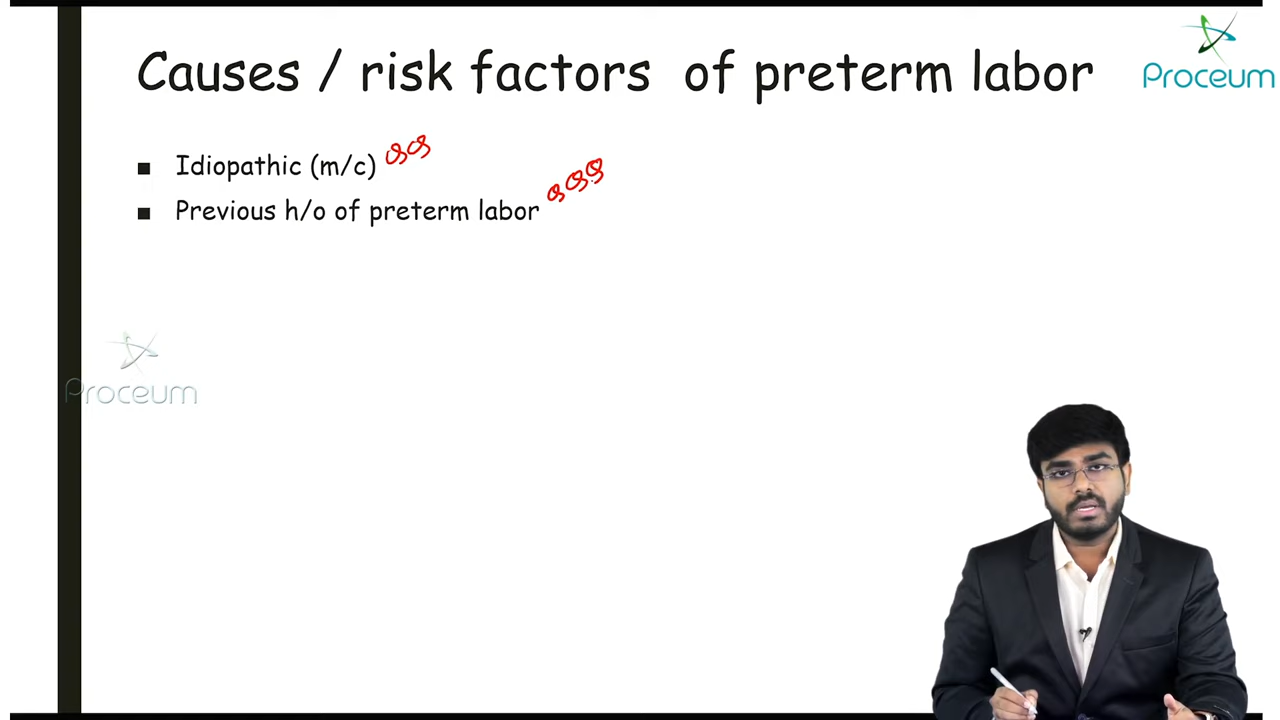 Causes / risk factors of preterm labor
Proceum
■ Idiopathic (m/c)
■ Previous h/o of preterm labor
Proceum